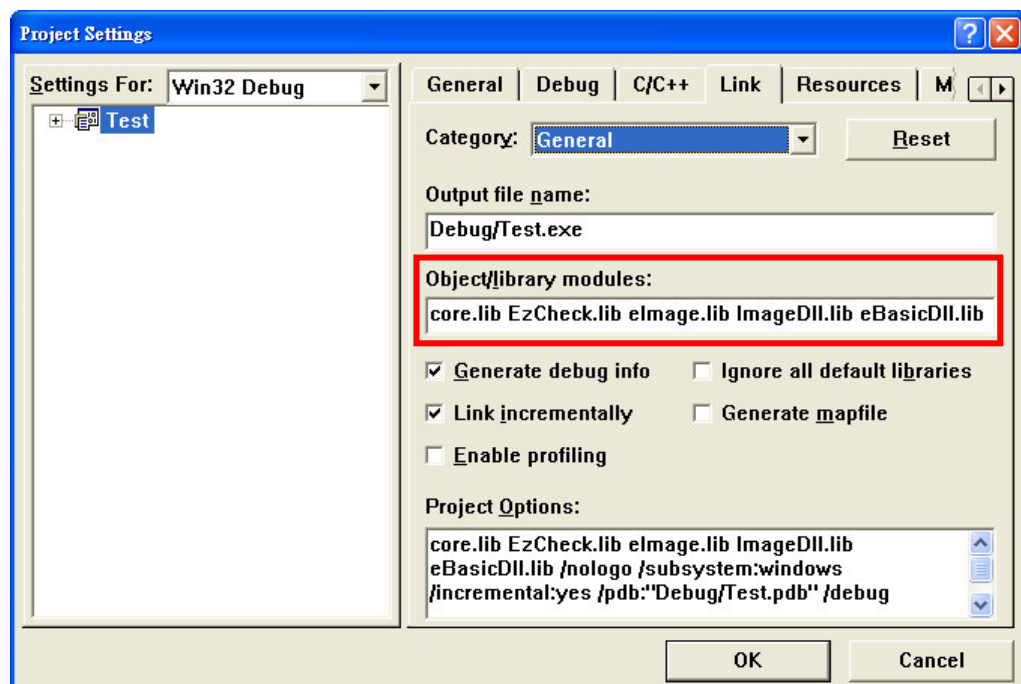 Project Settings
Settings For: Win32 Debug
Test
General Debug C/C++ Link Resources M
Category: General Reset
Output file name:
Debug/Test.exe
Object/library modules:
core.lib EzCheck.lib eImage.lib ImageDll.lib eBasicDll.lib
Generate debug info Ignore all default libraries
Link incrementally Generate mapfile
Enable profiling
Project Options:
core.lib EzCheck.lib eImage.lib ImageDll.lib
eBasicDll.lib /nologo /subsystem:windows
/incremental:yes /pdb:"Debug/Test.pdb" /debug
OK Cancel